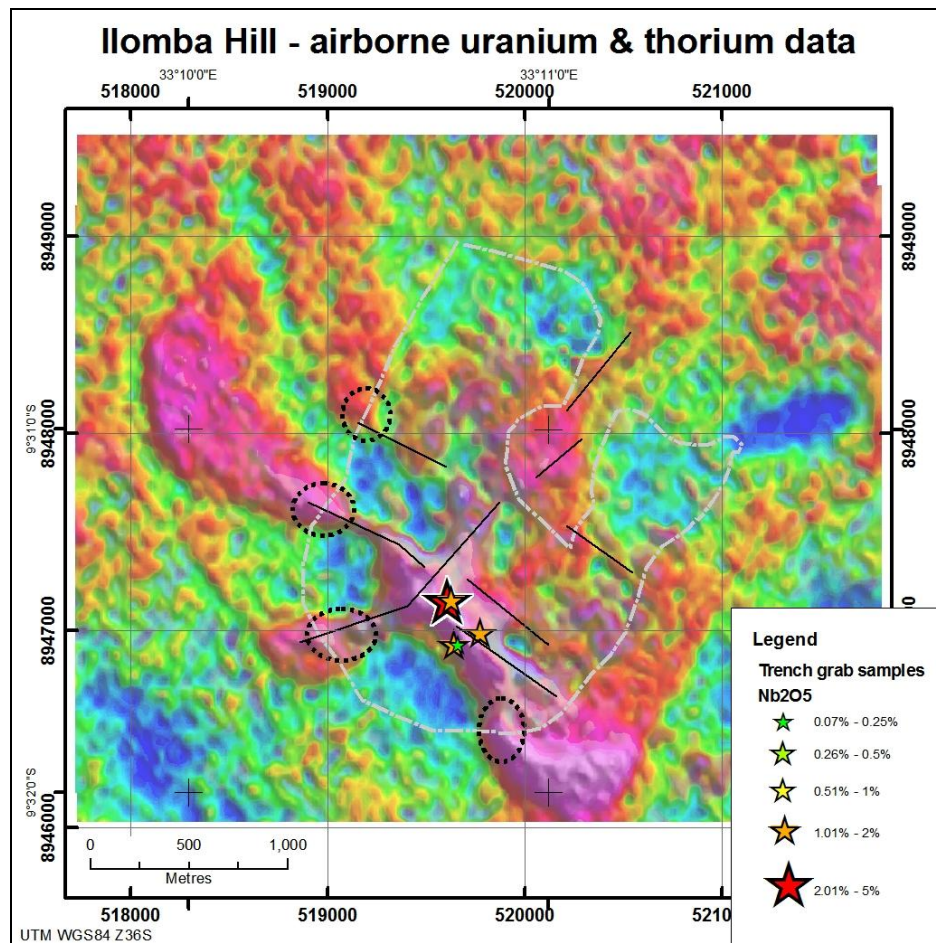 Ilomba Hill - airborne uranium & thorium data
33°10'0"E 33°11'0"E
518000 519000 520000 521000
8949000 8949000
9°31'0"S 8948000 8948000
8947000
9°32'0"S 8946000
0 500 1,000
Metres
Legend
Trench grab samples
Nb2O5
0.07% - 0.25%
0.26% - 0.5%
0.51% - 1%
1.01% - 2%
2.01% - 5%
518000 519000 520000
UTM WGS84 Z36S